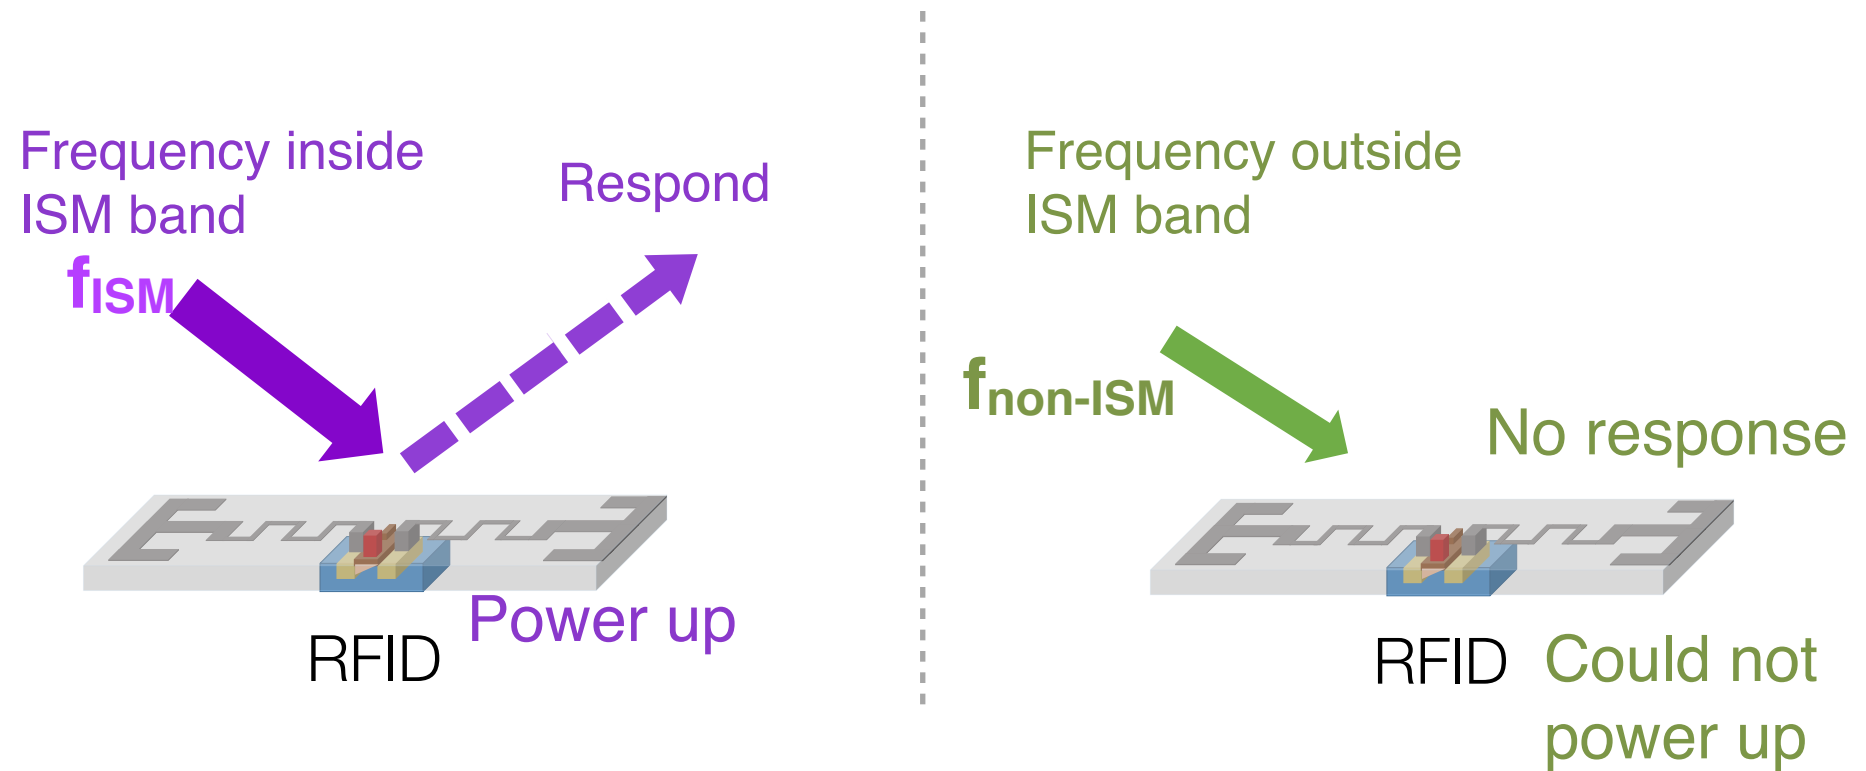 Frequency inside
ISM band
Respond
fISM
Power up
RFID
Frequency outside
ISM band
fnon-ISM
No response
RFID
Could not
power up